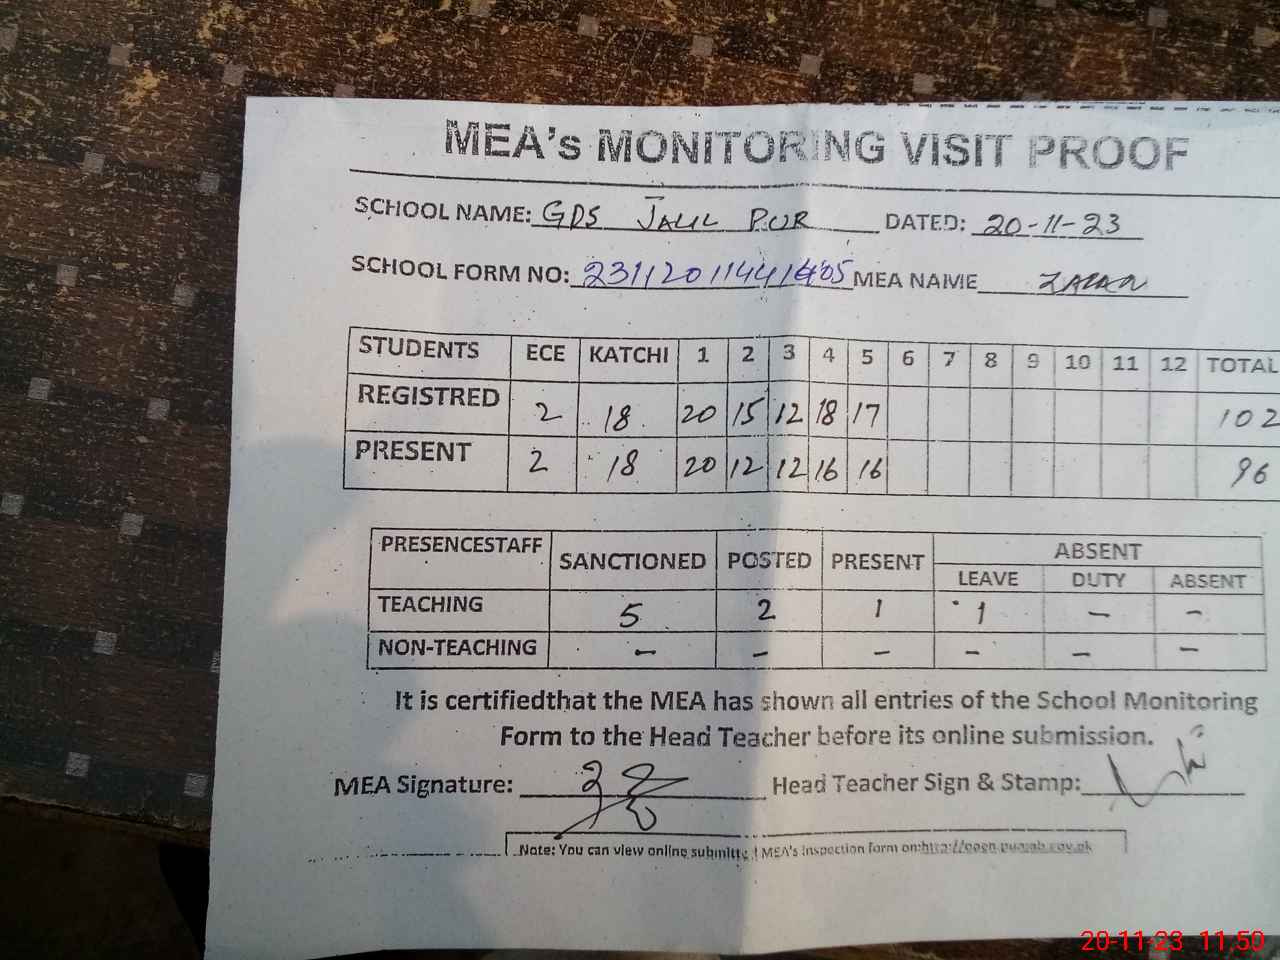 MEA's MONITORING VISIT PROOF
SCHOOL NAME: GDS JALIL PUR DATED: 20-11-23
SCHOOL FORM NO: MEA NAME
STUDENTS ECE KATCHI 1 2 3 4 5 6 7 8 9 10 11 12 TOTAL
REGISTRED 2 18 20 15 12 18 17 102
PRESENT 2 18 20 12 12 16 16 96
PRESENCESTAFF SANCTIONED POSTED PRESENT ABSENT
LEAVE DUTY ABSENT
TEACHING 5 2 1 1 - -
NON-TEACHING - - - - - -
It is certifiedthat the MEA has shown all entries of the School Monitoring
Form to the Head Teacher before its online submission.
MEA Signature: Head Teacher Sign & Stamp:
Note: You can view online submitte MEA's Inspection form on:
20-11-23 11,50